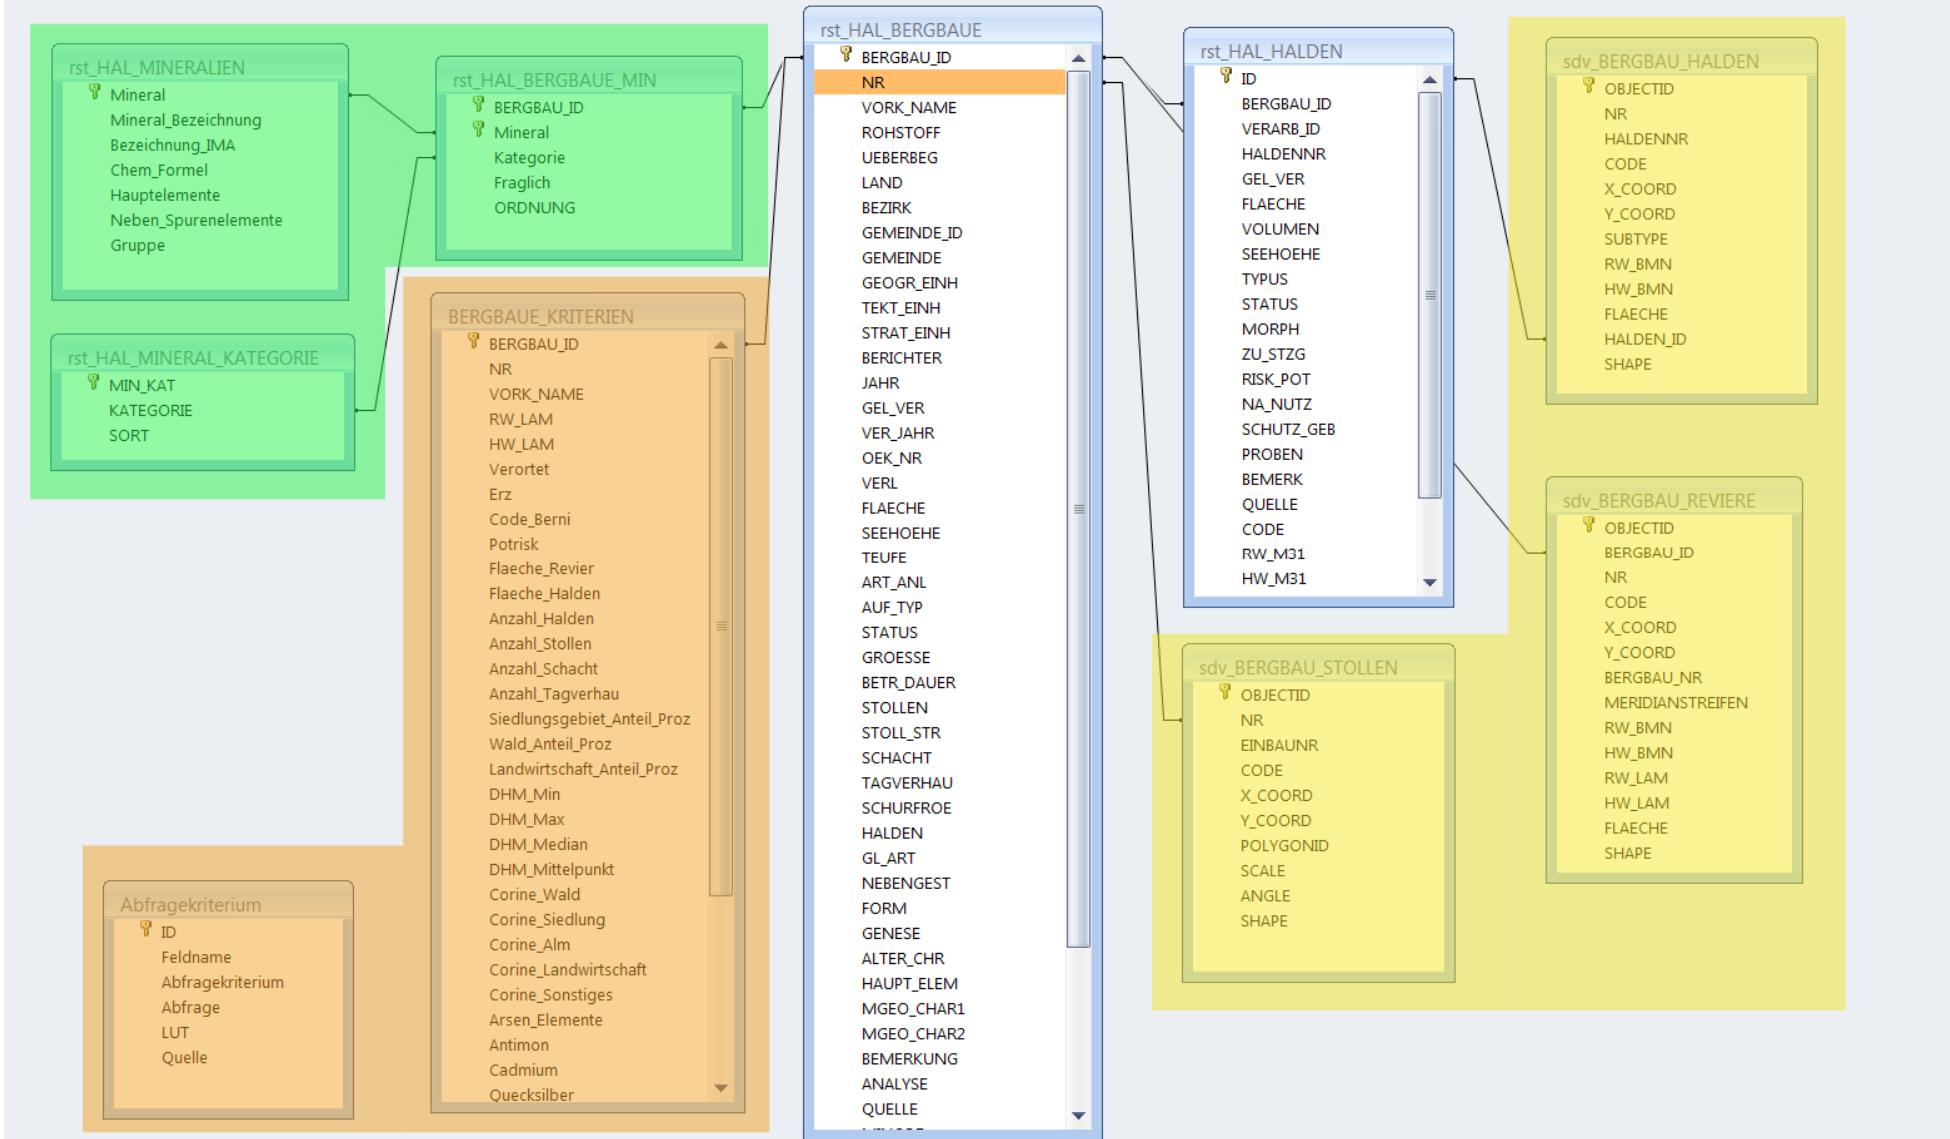 rst_HAL_MINERALIEN
Mineral
Mineral_Bezeichnung
Bezeichnung_IMA
Chem_Formel
Hauptelemente
Neben_Spurenelemente
Gruppe
rst_HAL_BERGBAUE_MIN
BERGBAU_ID
Mineral
Kategorie
Fraglich
ORDNUNG
rst_HAL_MINERAL_KATEGORIE
MIN_KAT
KATEGORIE
SORT
BERGBAUE_KRITERIEN
BERGBAU_ID
NR
VORK_NAME
RW_LAM
HW_LAM
Verortet
Erz
Code_Berni
Potrisk
Flaeche_Revier
Flaeche_Halden
Anzahl_Halden
Anzahl_Stollen
Anzahl_Schacht
Anzahl_Tagverhau
Siedlungsgebiet_Anteil_Proz
Wald_Anteil_Proz
Landwirtschaft_Anteil_Proz
DHM_Min
DHM_Max
DHM_Median
DHM_Mittelpunkt
Corine_Wald
Corine_Siedlung
Corine_Alm
Corine_Landwirtschaft
Corine_Sonstiges
Arsen_Elemente
Antimon
Cadmium
Quecksilber
Abfragekriterium
ID
Feldname
Abfragekriterium
Abfrage
LUT
Quelle
rst_HAL_BERGBAUE
BERGBAU_ID
NR
VORK_NAME
ROHSTOFF
UEBERBEG
LAND
BEZIRK
GEMEINDE_ID
GEMEINDE
GEOGR_EINH
TEKT_EINH
STRAT_EINH
BERICHTER
JAHR
GEL_VER
VER_JAHR
OEK_NR
VERL
FLAECHE
SEEHOEHE
TEUFE
ART_ANL
AUF_TYP
STATUS
GROESSE
BETR_DAUER
STOLLEN
STOLL_STR
SCHACHT
TAGVERHAU
SCHURFROE
HALDEN
GL_ART
NEBENGEST
FORM
GENESE
ALTER_CHR
HAUPT_ELEM
MGEO_CHAR1
MGEO_CHAR2
BEMERKUNG
ANALYSE
QUELLE
rst_HAL_HALDEN
ID
BERGBAU_ID
VERARB_ID
HALDENNR
GEL_VER
FLAECHE
VOLUMEN
SEEHOEHE
TYPUS
STATUS
MORPH
ZU_STZG
RISK_POT
NA_NUTZ
SCHUTZ_GEB
PROBEN
BEMERK
QUELLE
CODE
RW_M31
HW_M31
sdv_BERGBAU_STOLLEN
OBJECTID
NR
EINBAUNR
CODE
X_COORD
Y_COORD
POLYGONID
SCALE
ANGLE
SHAPE
sdv_BERGBAU_HALDEN
OBJECTID
NR
HALDENNR
CODE
X_COORD
Y_COORD
SUBTYPE
RW_BMN
HW_BMN
FLAECHE
HALDEN_ID
SHAPE
sdv_BERGBAU_REVIERE
OBJECTID
BERGBAU_ID
NR
CODE
X_COORD
Y_COORD
BERGBAU_NR
MERIDIANSTREIFEN
RW_BMN
HW_BMN
RW_LAM
HW_LAM
FLAECHE
SHAPE